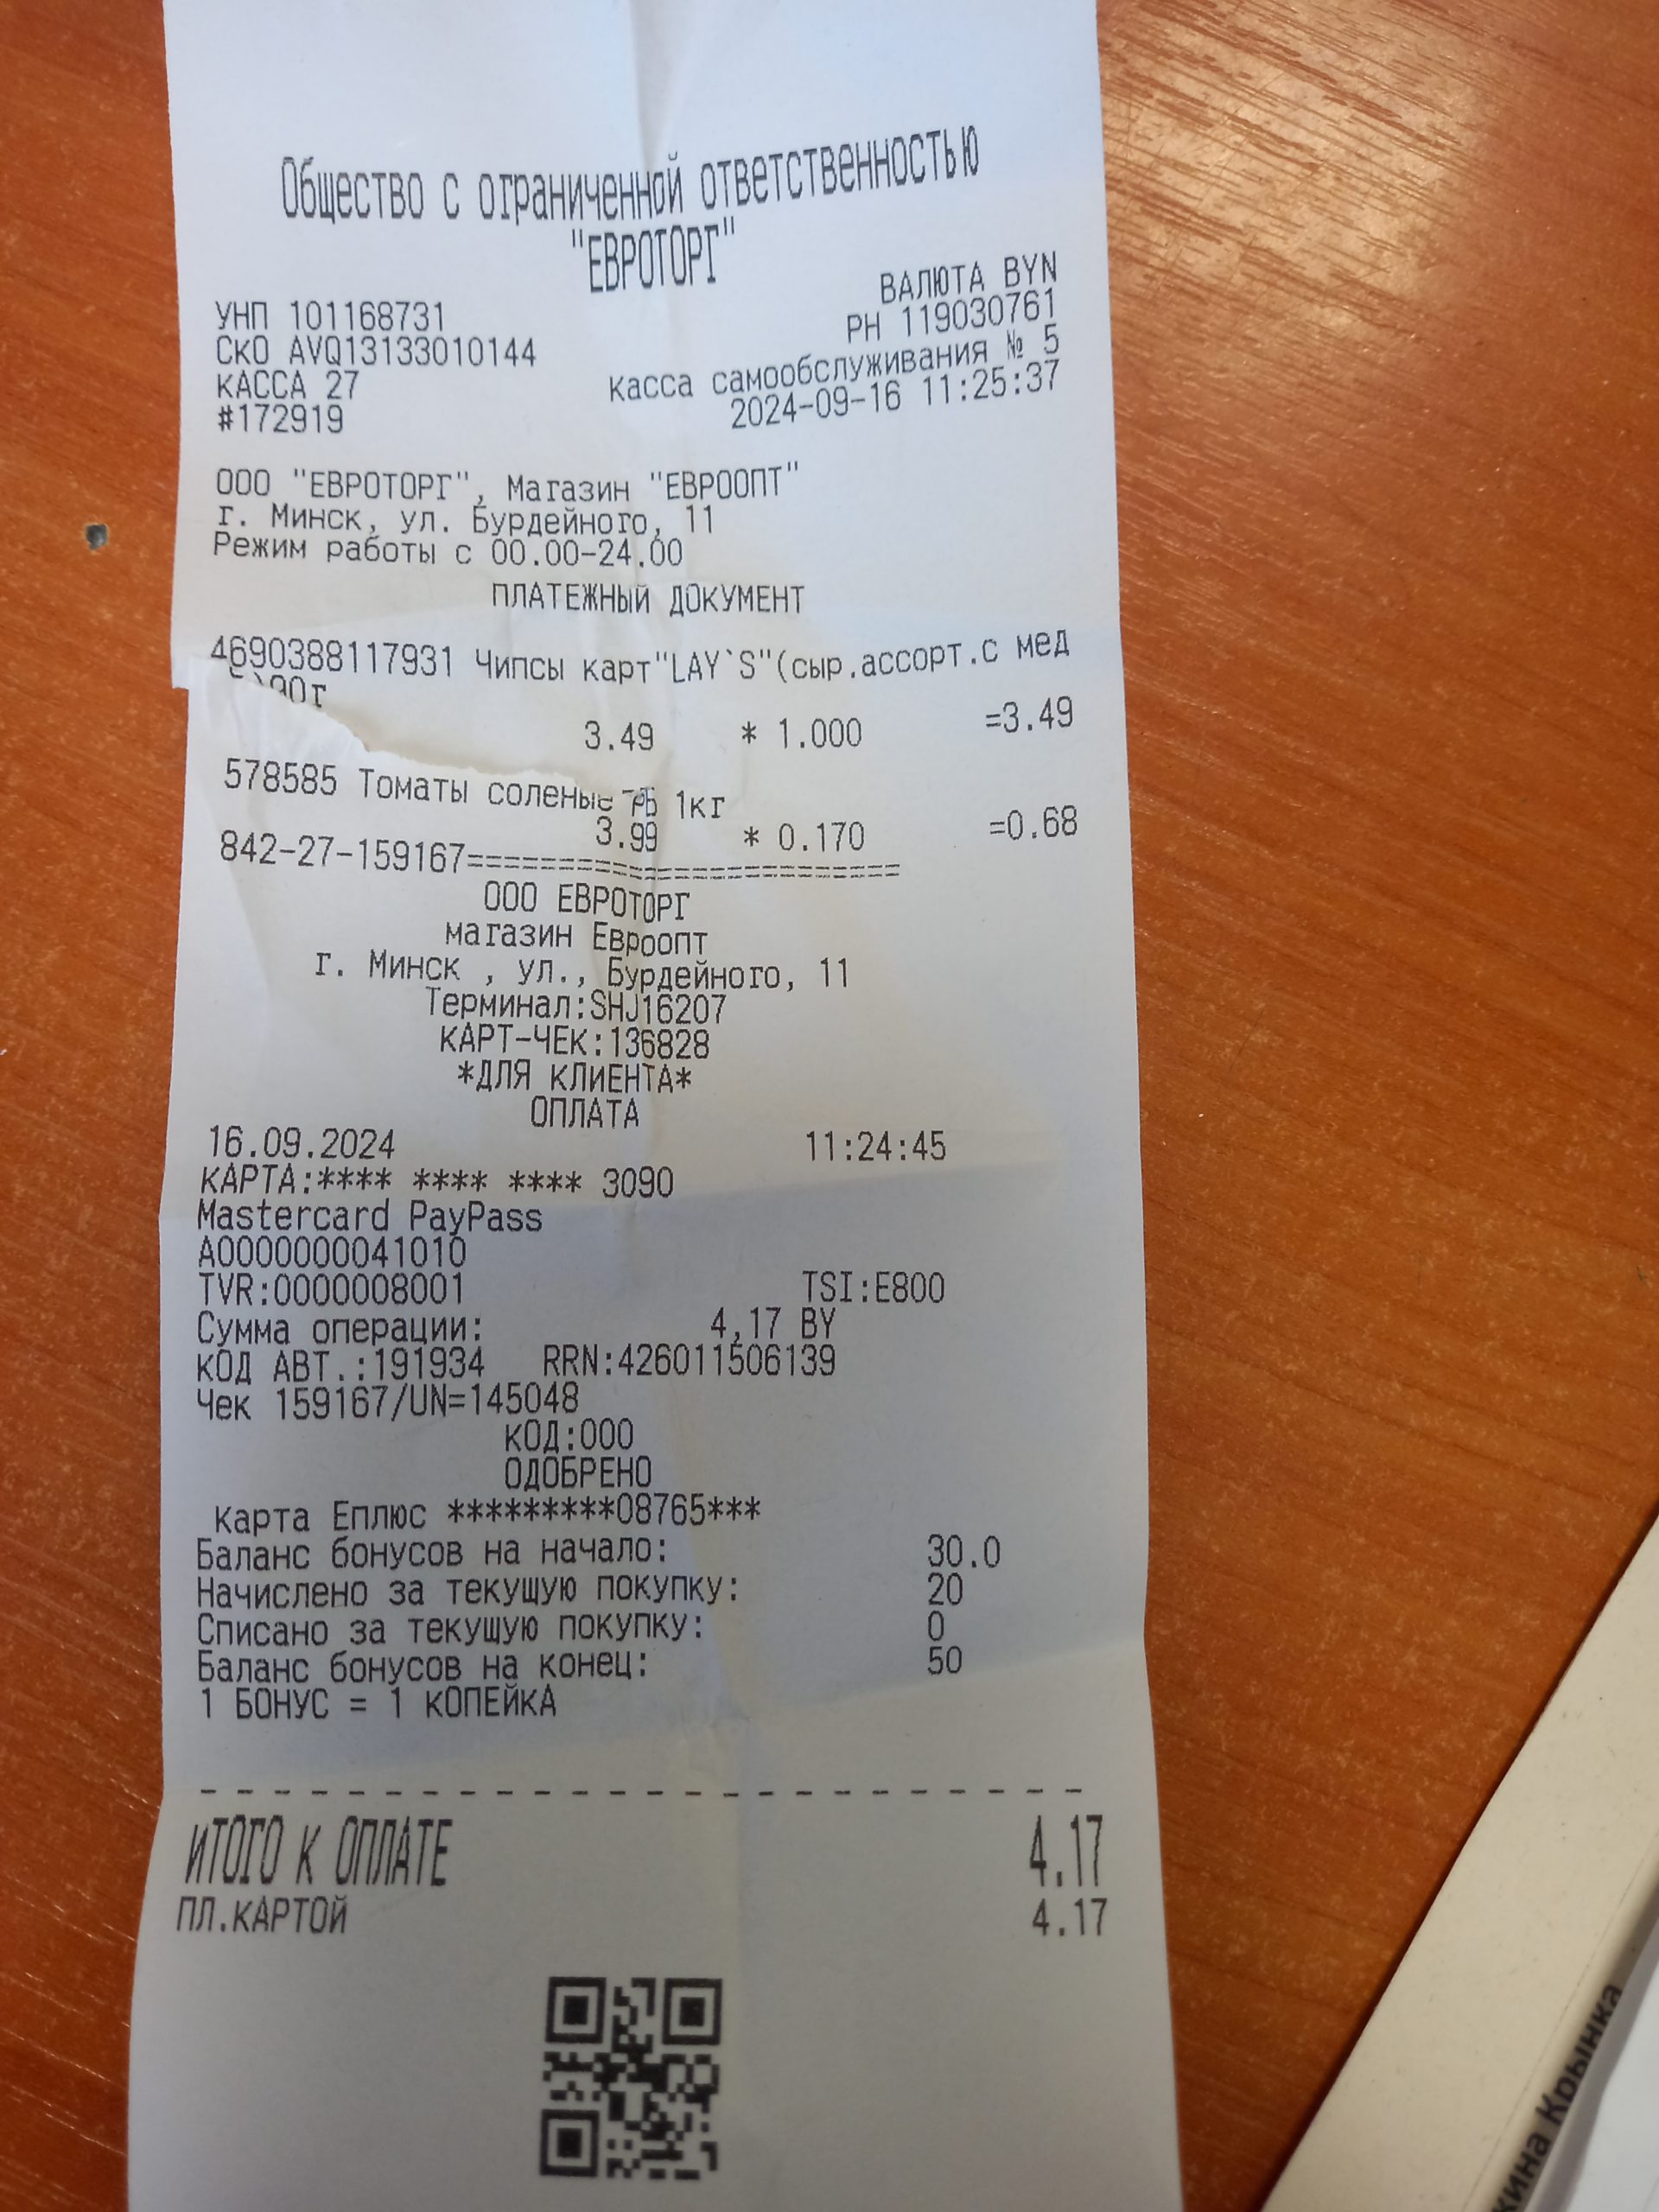 Общество с ограниченной ответственностью
"ЕВРОТОРГ"
ВАЛЮТА BYN
УНП 101168731 РН 119030761
СКО AVQ13133010144
КАССА 27 касса самообслуживания № 5
#172919 2024-09-16 11:25:37
ООО "ЕВРОТОРГ", Магазин "ЕВРООПТ"
г. Минск, ул. Бурдейного, 11
Режим работы с 00.00-24.00
ПЛАТЕЖНЫЙ ДОКУМЕНТ
4690388117931 Чипсы карт"LAY`S"(сыр.ассорт.с мед
90г
3.49 * 1.000 =3.49
578585 Томаты соленые РБ 1кг
3.99 * 0.170 =0.68
842-27-159167=======================
ООО ЕВРОТОРГ
магазин Евроопт
г. Минск , ул., Бурдейного, 11
Терминал:SHJ16207
КАРТ-ЧЕК:136828
*ДЛЯ КЛИЕНТА*
ОПЛАТА
16.09.2024 11:24:45
КАРТА:**** **** **** 3090
Mastercard PayPass
A0000000041010
TVR:0000008001 TSI:E800
Сумма операции: 4,17 BY
КОД АВТ.:191934 RRN:426011506139
Чек 159167/UN=145048
КОД:000
ОДОБРЕНО
Карта Еплюс *********08765***
Баланс бонусов на начало: 30.0
Начислено за текущую покупку: 20
Списано за текущую покупку: 0
Баланс бонусов на конец: 50
1 БОНУС = 1 КОПЕЙКА
ИТОГО К ОПЛАТЕ 4.17
ПЛ.КАРТОЙ 4.17
Крынка